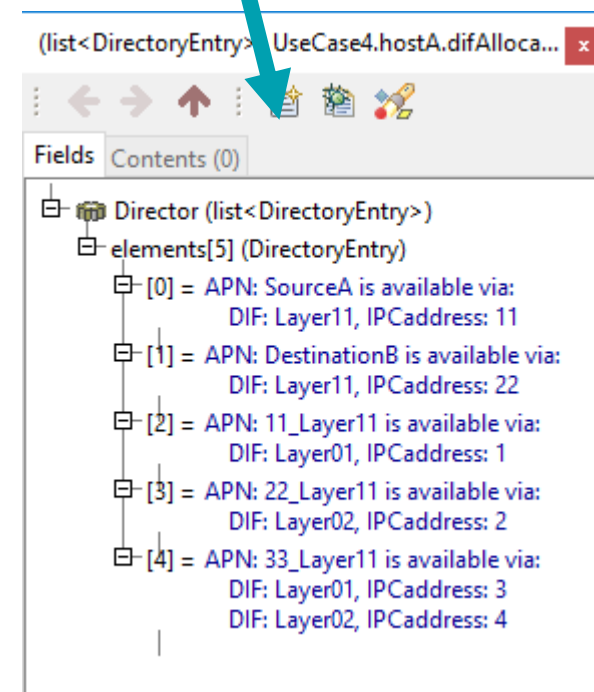 (list<DirectoryEntry> UseCase4.hostA.difAlloca... x
Fields Contents (0)
Director (list<DirectoryEntry>)
elements[5] (DirectoryEntry)
[0] = APN: SourceA is available via:
DIF: Layer11, IPCaddress: 11
[1] = APN: DestinationB is available via:
DIF: Layer11, IPCaddress: 22
[2] = APN: 11_Layer11 is available via:
DIF: Layer01, IPCaddress: 1
[3] = APN: 22_Layer11 is available via:
DIF: Layer02, IPCaddress: 2
[4] = APN: 33_Layer11 is available via:
DIF: Layer01, IPCaddress: 3
DIF: Layer02, IPCaddress: 4